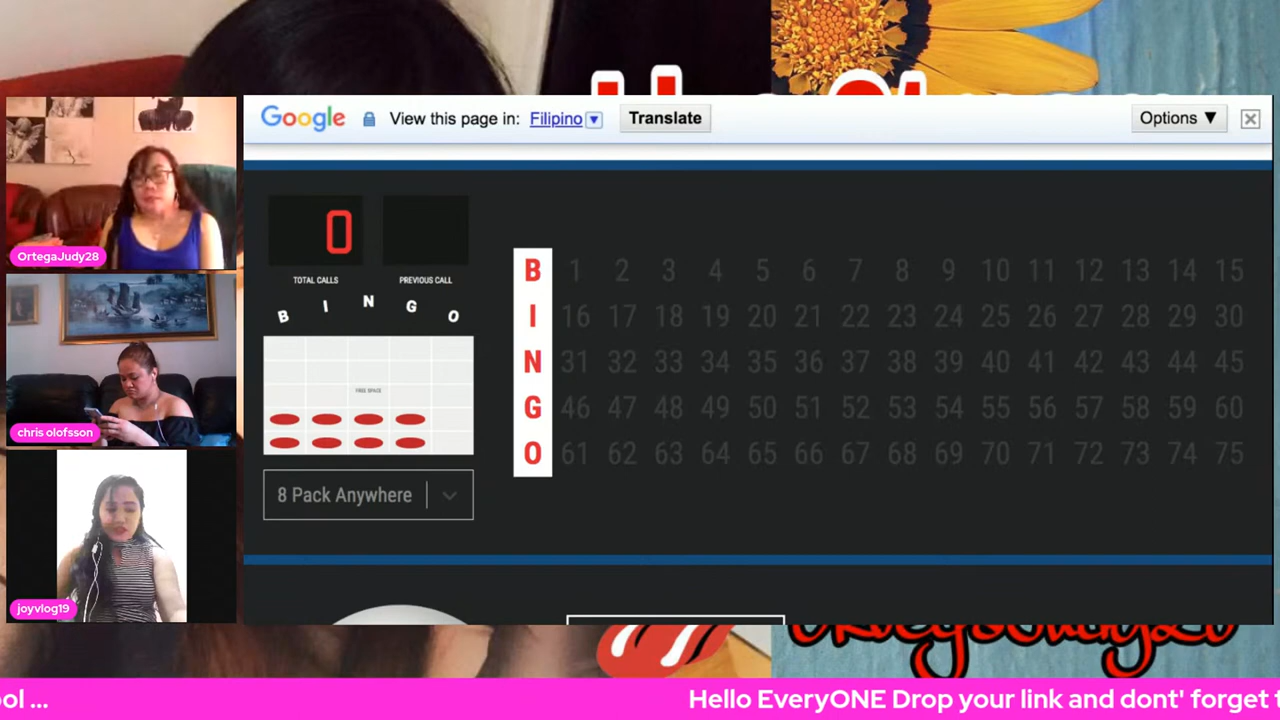 Google View this page in: Filipino Translate Options ▼
OrtegaJudy28
chris olofsson
joyvlog19
0
TOTAL CALLS PREVIOUS CALL
B I N G O
FREE SPACE
8 Pack Anywhere
B 1 2 3 4 5 6 7 8 9 10 11 12 13 14 15
I 16 17 18 19 20 21 22 23 24 25 26 27 28 29 30
N 31 32 33 34 35 36 37 38 39 40 41 42 43 44 45
G 46 47 48 49 50 51 52 53 54 55 56 57 58 59 60
O 61 62 63 64 65 66 67 68 69 70 71 72 73 74 75
ool ... Hello EveryONE Drop your link and dont' forget